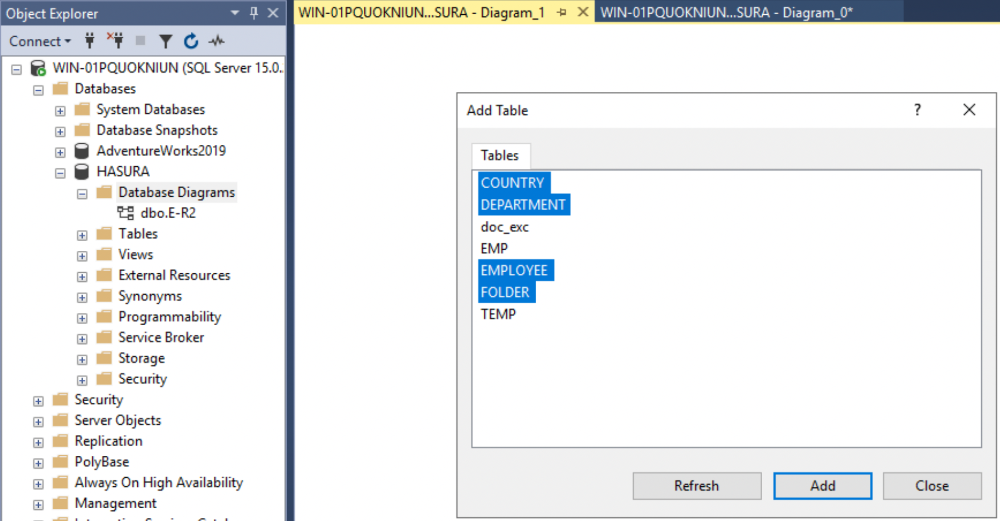 Object Explorer
Connect
WIN-01PQUOKNIUN (SQL Server 15.0.
Databases
System Databases
Database Snapshots
AdventureWorks2019
HASURA
Database Diagrams
dbo.E-R2
Tables
Views
External Resources
Synonyms
Programmability
Service Broker
Storage
Security
Security
Server Objects
Replication
PolyBase
Always On High Availability
Management
WIN-01PQUOKNIUN...SURA - Diagram_1
WIN-01PQUOKNIUN...SURA - Diagram_0*
Add Table
?
Tables
COUNTRY
DEPARTMENT
doc_exc
EMP
EMPLOYEE
FOLDER
TEMP
Refresh
Add
Close